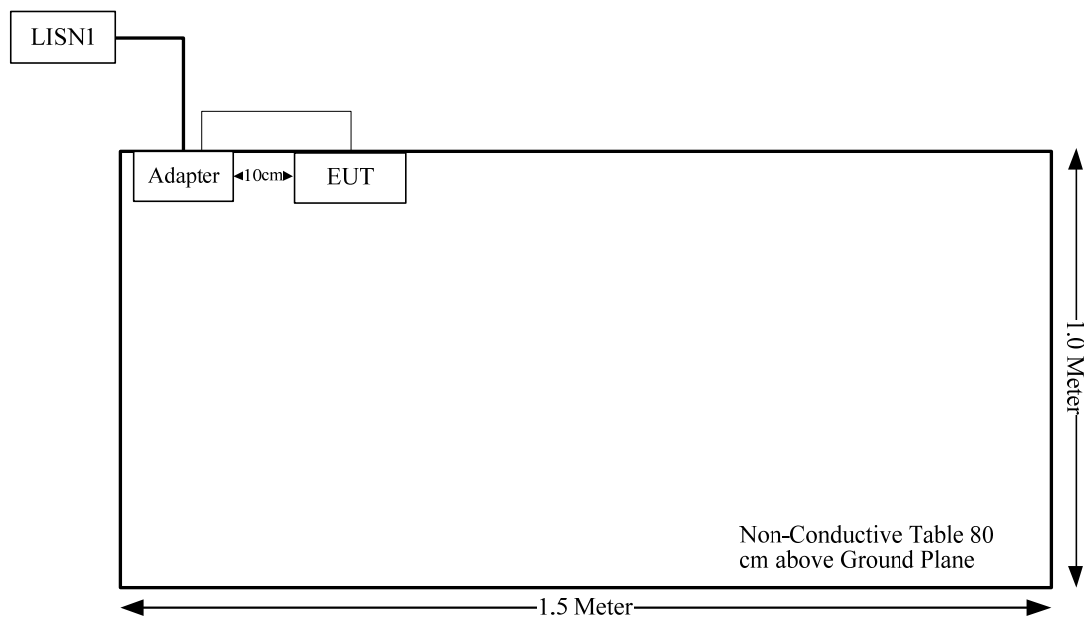 LISN1
Adapter
10cm
EUT
1.0 Meter
Non-Conductive Table 80
cm above Ground Plane
1.5 Meter